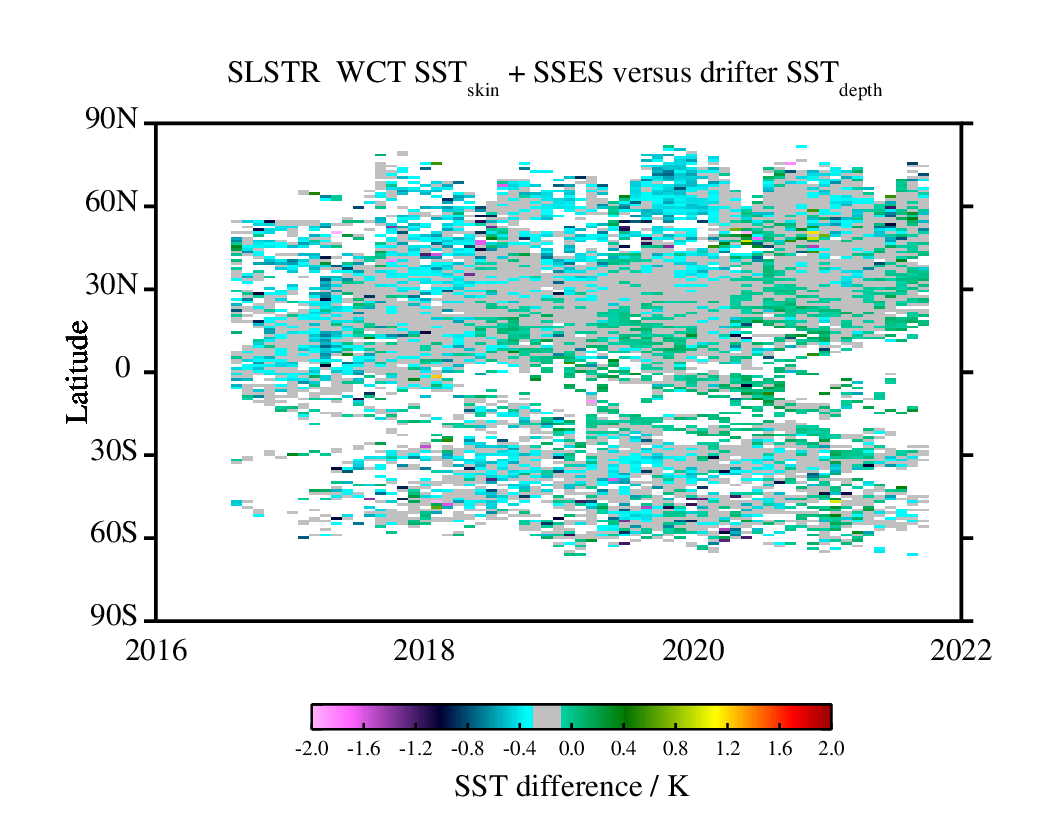 SLSTR WCT SSTskin + SSES versus drifter SSTdepth
90N
60N
30N
0
30S
60S
90S
Latitude
2016 2018 2020 2022
-2.0 -1.6 -1.2 -0.8 -0.4 0.0 0.4 0.8 1.2 1.6 2.0
SST difference / K